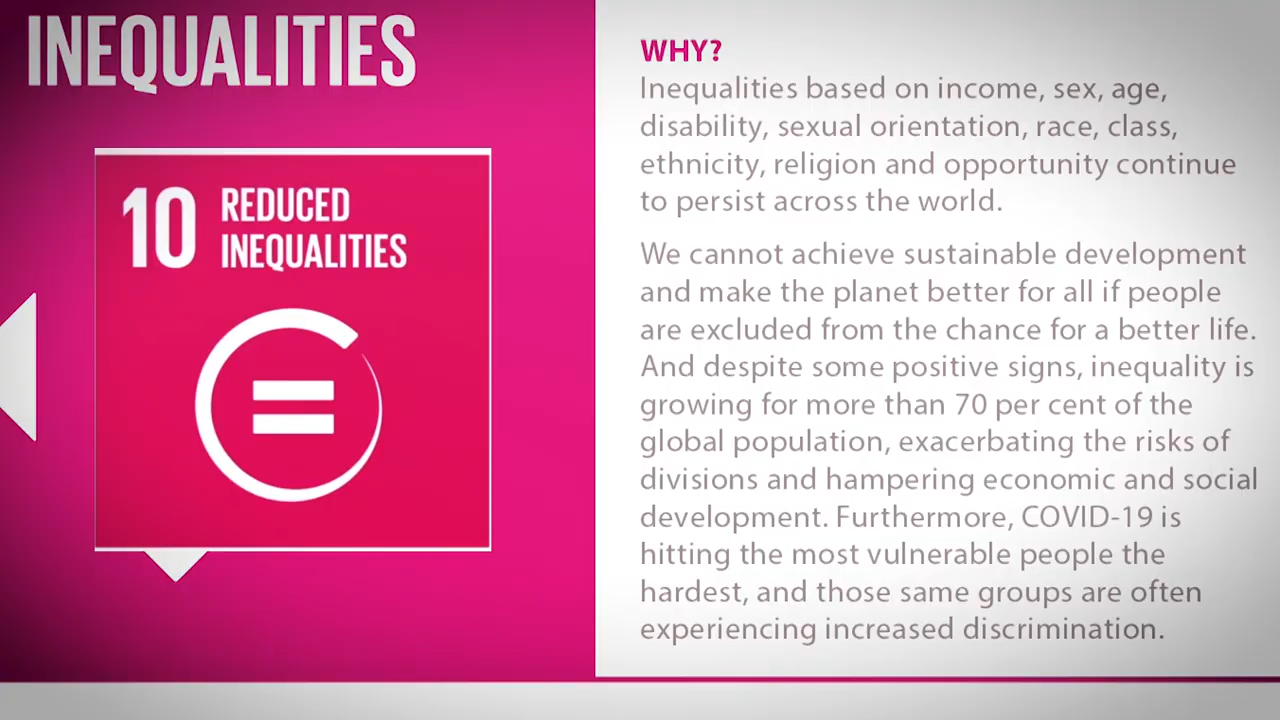 INEQUALITIES
10 REDUCED
INEQUALITIES
WHY?
Inequalities based on income, sex, age,
disability, sexual orientation, race, class,
ethnicity, religion and opportunity continue
to persist across the world.
We cannot achieve sustainable development
and make the planet better for all if people
are excluded from the chance for a better life.
And despite some positive signs, inequality is
growing for more than 70 per cent of the
global population, exacerbating the risks of
divisions and hampering economic and social
development. Furthermore, COVID-19 is
hitting the most vulnerable people the
hardest, and those same groups are often
experiencing increased discrimination.